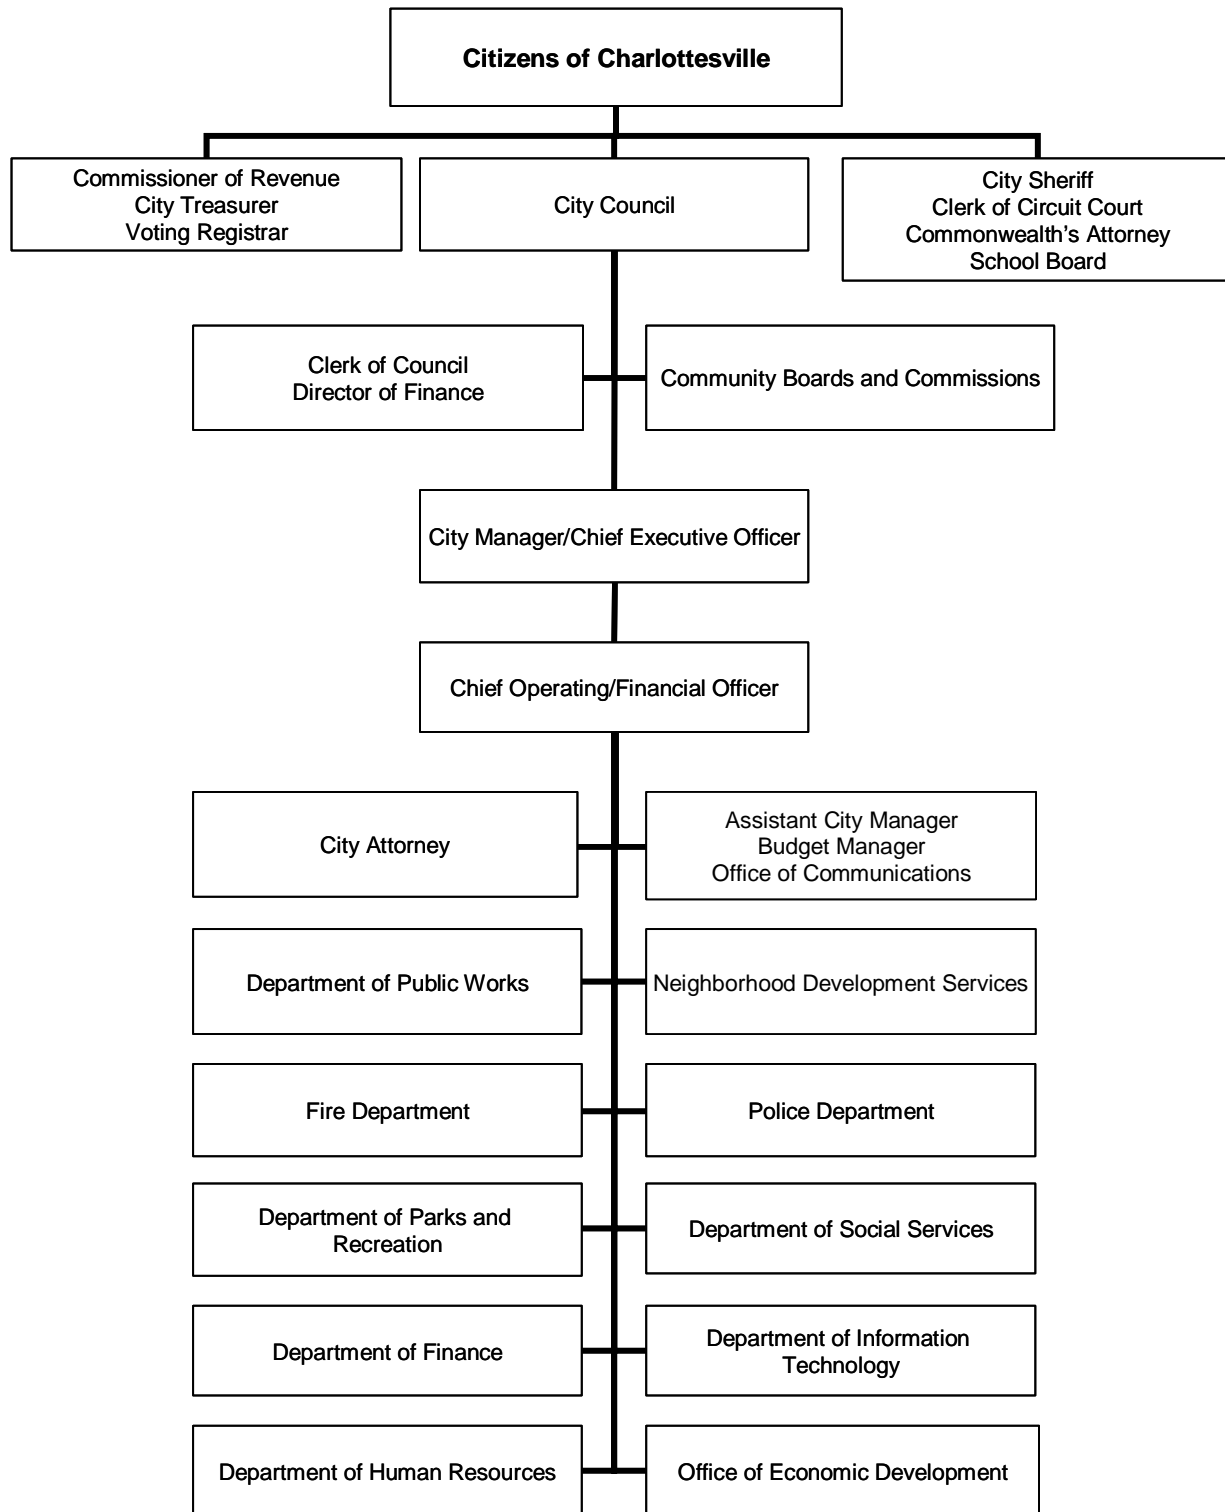 Citizens of Charlottesville
Commissioner of Revenue
City Treasurer
Voting Registrar
City Council
City Sheriff
Clerk of Circuit Court
Commonwealth's Attorney
School Board
Clerk of Council
Director of Finance
Community Boards and Commissions
City Manager/Chief Executive Officer
Chief Operating/Financial Officer
City Attorney
Assistant City Manager
Budget Manager
Office of Communications
Department of Public Works
Neighborhood Development Services
Fire Department
Police Department
Department of Parks and
Recreation
Department of Social Services
Department of Finance
Department of Information
Technology
Department of Human Resources
Office of Economic Development